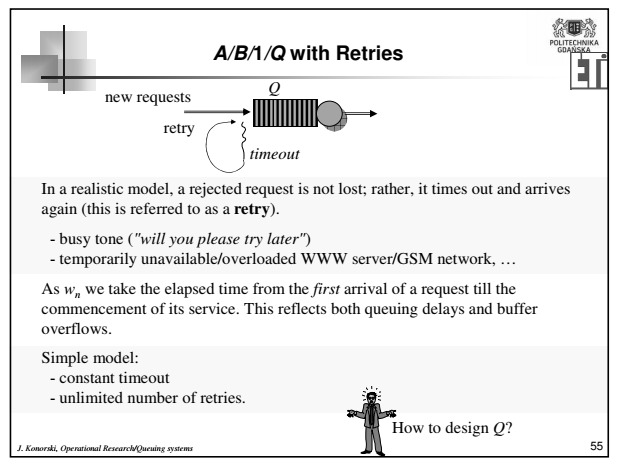 POLITECHNIKA
GDAŃSKA
A/B/1/Q with Retries
Q
new requests
retry
timeout
In a realistic model, a rejected request is not lost; rather, it times out and arrives
again (this is referred to as a retry).
- busy tone ("will you please try later")
- temporarily unavailable/overloaded WWW server/GSM network, …
As wn we take the elapsed time from the first arrival of a request till the
commencement of its service. This reflects both queuing delays and buffer
overflows.
Simple model:
- constant timeout
- unlimited number of retries.
How to design Q?
J. Konorski, Operational Research/Queuing systems
55